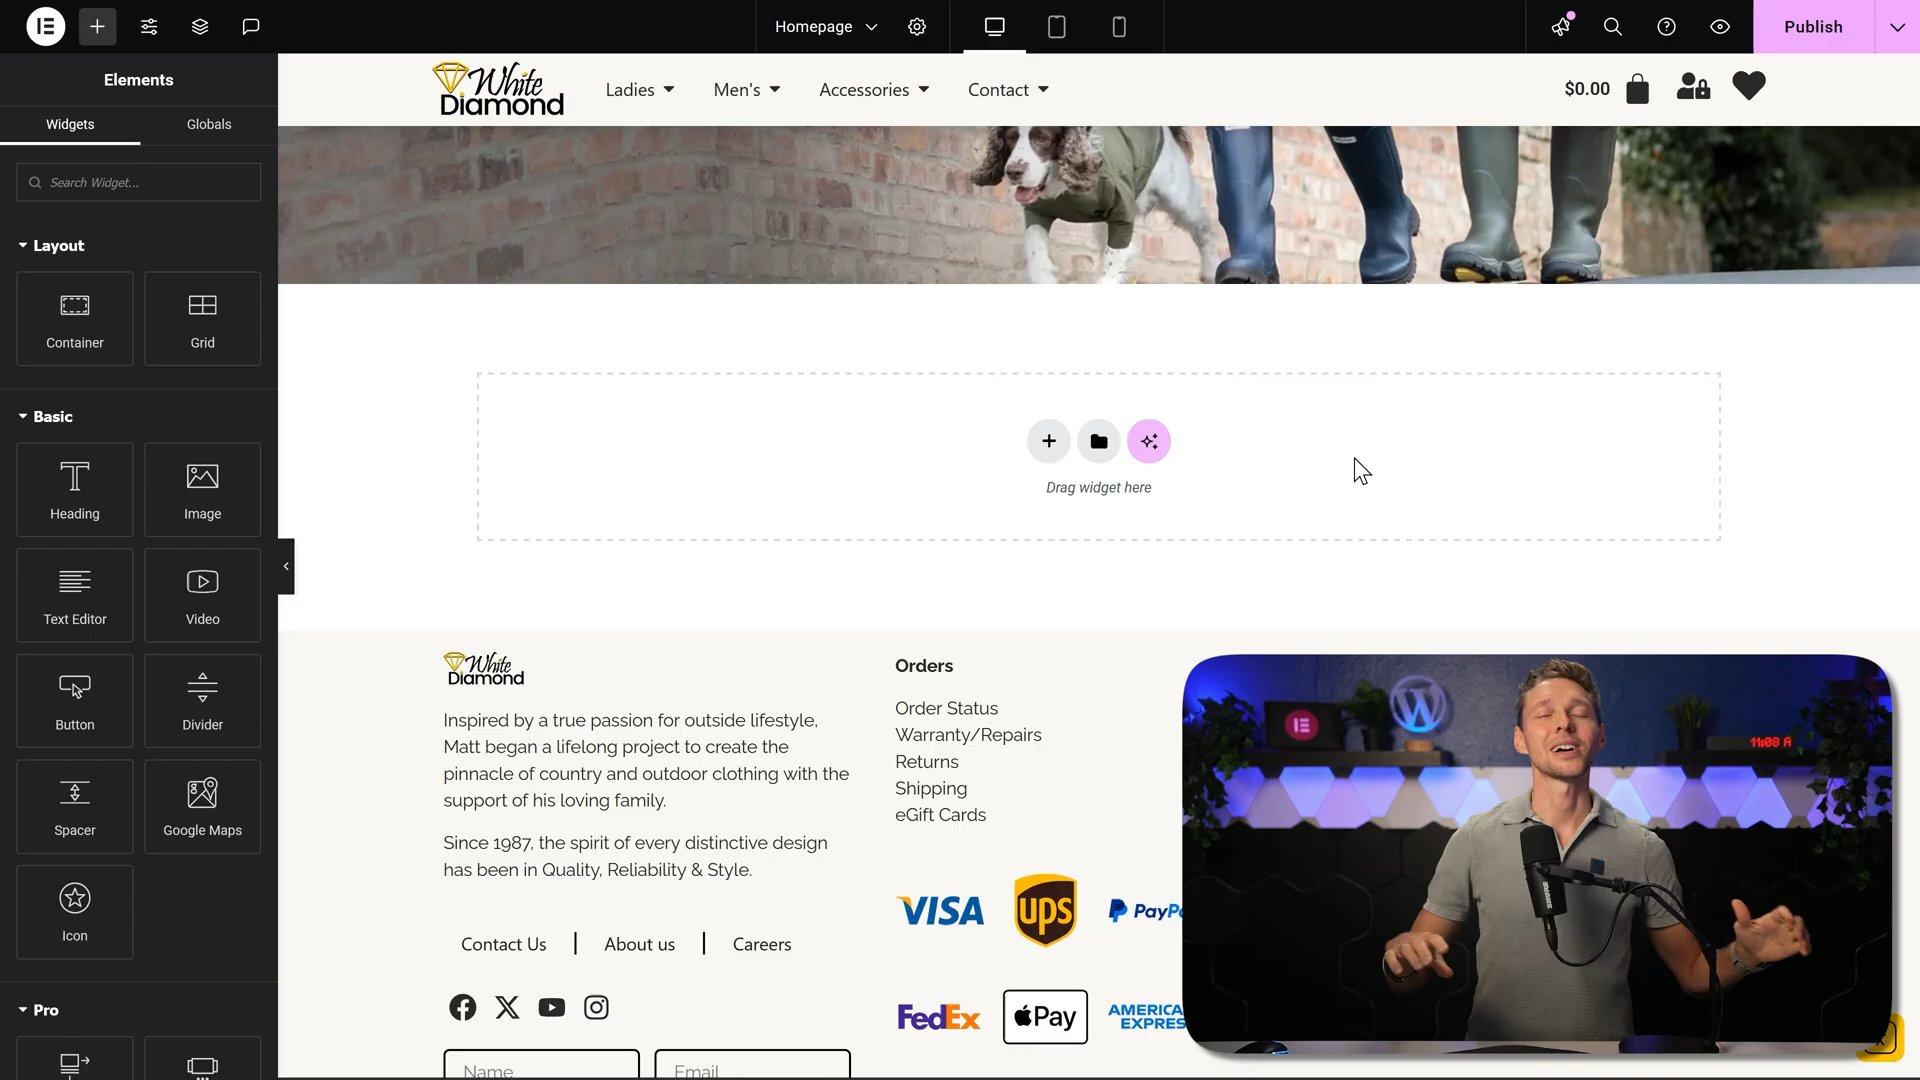 Homepage
Publish
Elements
Widgets
Globals
Search Widget...
Layout
Container
Grid
Basic
Heading
Image
Text Editor
Video
Button
Divider
Spacer
Google Maps
Icon
Pro
White
Diamond
Ladies
Men's
Accessories
Contact
$0.00
Drag widget here
White
Diamond
Inspired by a true passion for outside lifestyle,
Matt began a lifelong project to create the
pinnacle of country and outdoor clothing with the
support of his loving family.
Since 1987, the spirit of every distinctive design
has been in Quality, Reliability & Style.
Contact Us
About us
Careers
Name
Email
Orders
Order Status
Warranty/Repairs
Returns
Shipping
eGift Cards
VISA
ups
PayP
FedEx
Pay
AMERICA
EXPRES
11:08 A